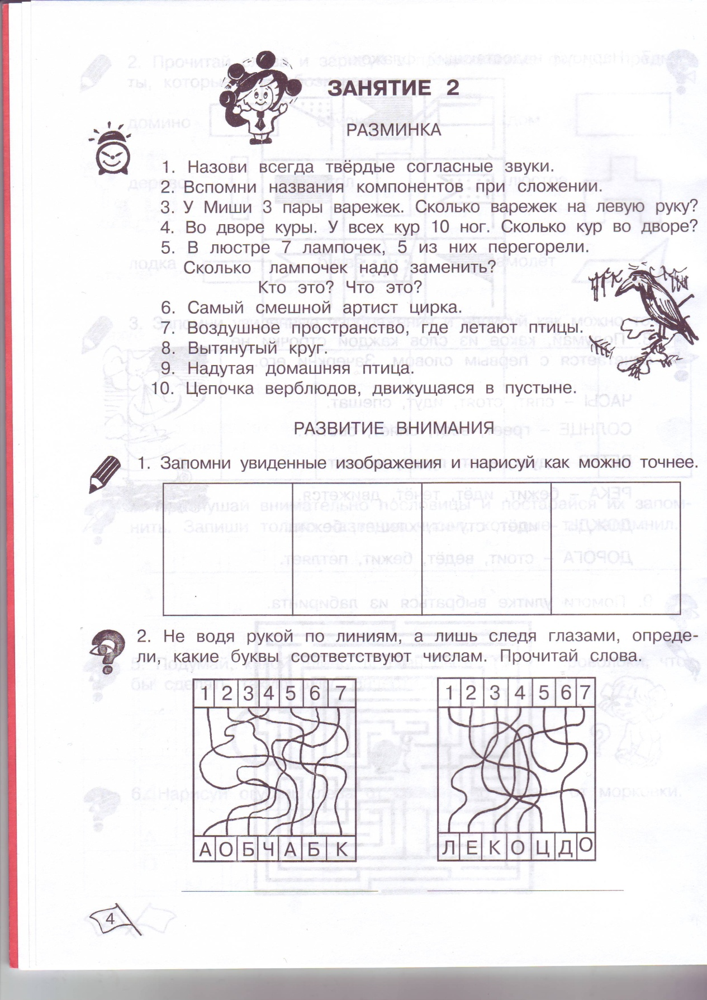 ЗАНЯТИЕ 2
РАЗМИНКА
1. Назови всегда твёрдые согласные звуки.
2. Вспомни названия компонентов при сложении.
3. У Миши 3 пары варежек. Сколько варежек на левую руку?
4. Во дворе куры. У всех кур 10 ног. Сколько кур во дворе?
5. В люстре 7 лампочек, 5 из них перегорели.
Сколько лампочек надо заменить?
Кто это? Что это?
6. Самый смешной артист цирка.
7. Воздушное пространство, где летают птицы.
8. Вытянутый круг.
9. Надутая домашняя птица.
10. Цепочка верблюдов, движущаяся в пустыне.
РАЗВИТИЕ ВНИМАНИЯ
1. Запомни увиденные изображения и нарисуй как можно точнее.
2. Не водя рукой по линиям, а лишь следя глазами, опреде-
ли, какие буквы соответствуют числам. Прочитай слова.
1 2 3 4 5 6 7
А О Б Ч А Б К
1 2 3 4 5 6 7
Л Е К О Ц Д О
4